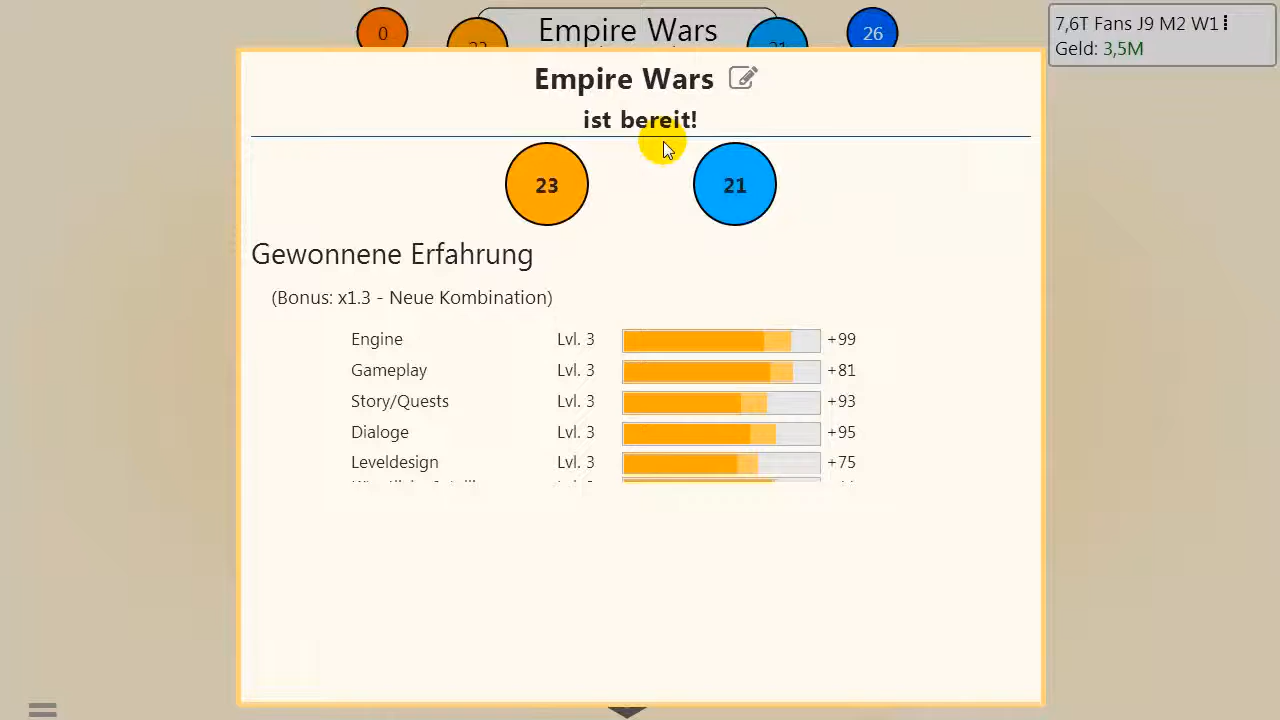 0
Empire Wars
26
7,6T Fans J9 M2 W1
Geld: 3,5M
Empire Wars
ist bereit!
23
21
Gewonnene Erfahrung
(Bonus: x1.3 - Neue Kombination)
Engine Lvl. 3 +99
Gameplay Lvl. 3 +81
Story/Quests Lvl. 3 +93
Dialoge Lvl. 3 +95
Leveldesign Lvl. 3 +75